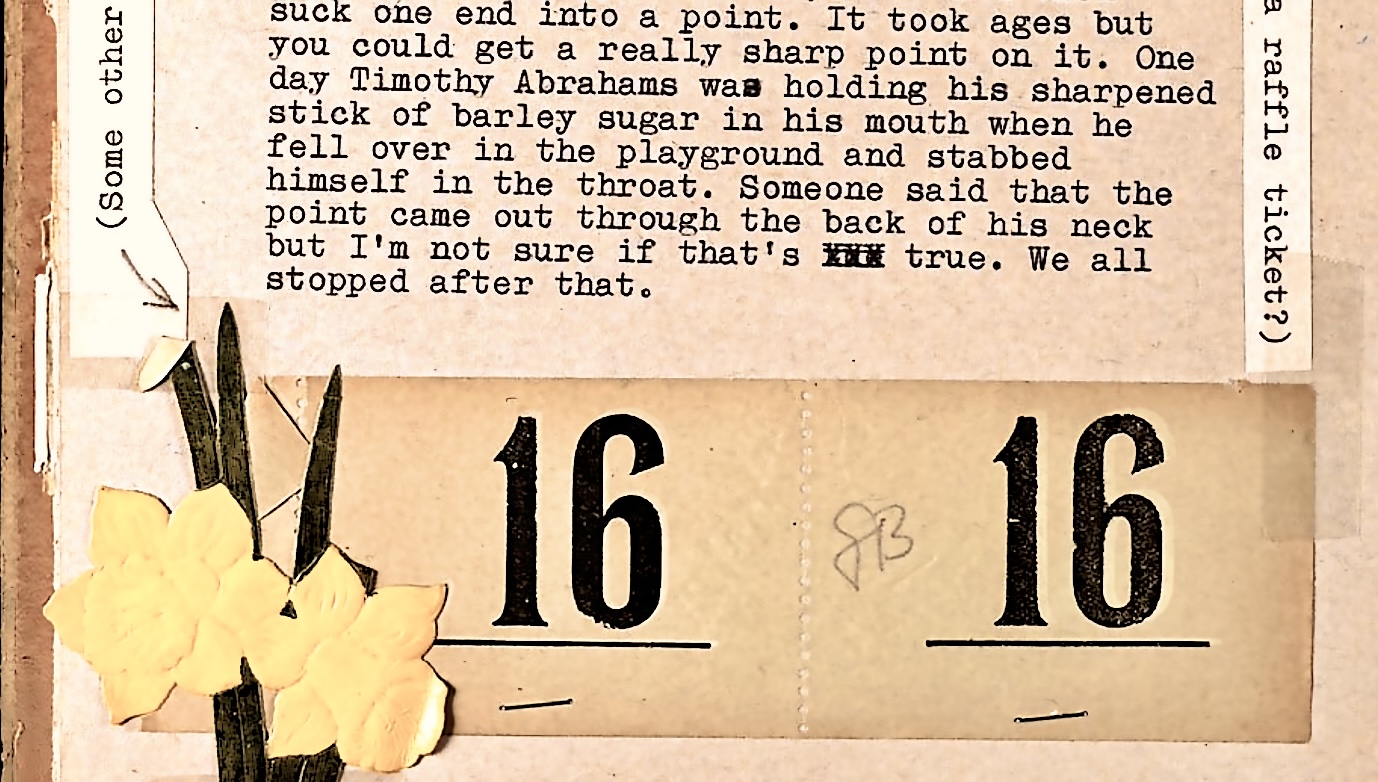 (Some other
suck one end into a point. It took ages but
you could get a really sharp point on it. One
day Timothy Abrahams was holding his sharpened
stick of barley sugar in his mouth when he
fell over in the playground and stabbed
himself in the throat. Someone said that the
point came out through the back of his neck
but I'm not sure if that's true. We all
stopped after that.
a raffle ticket?)
16
16